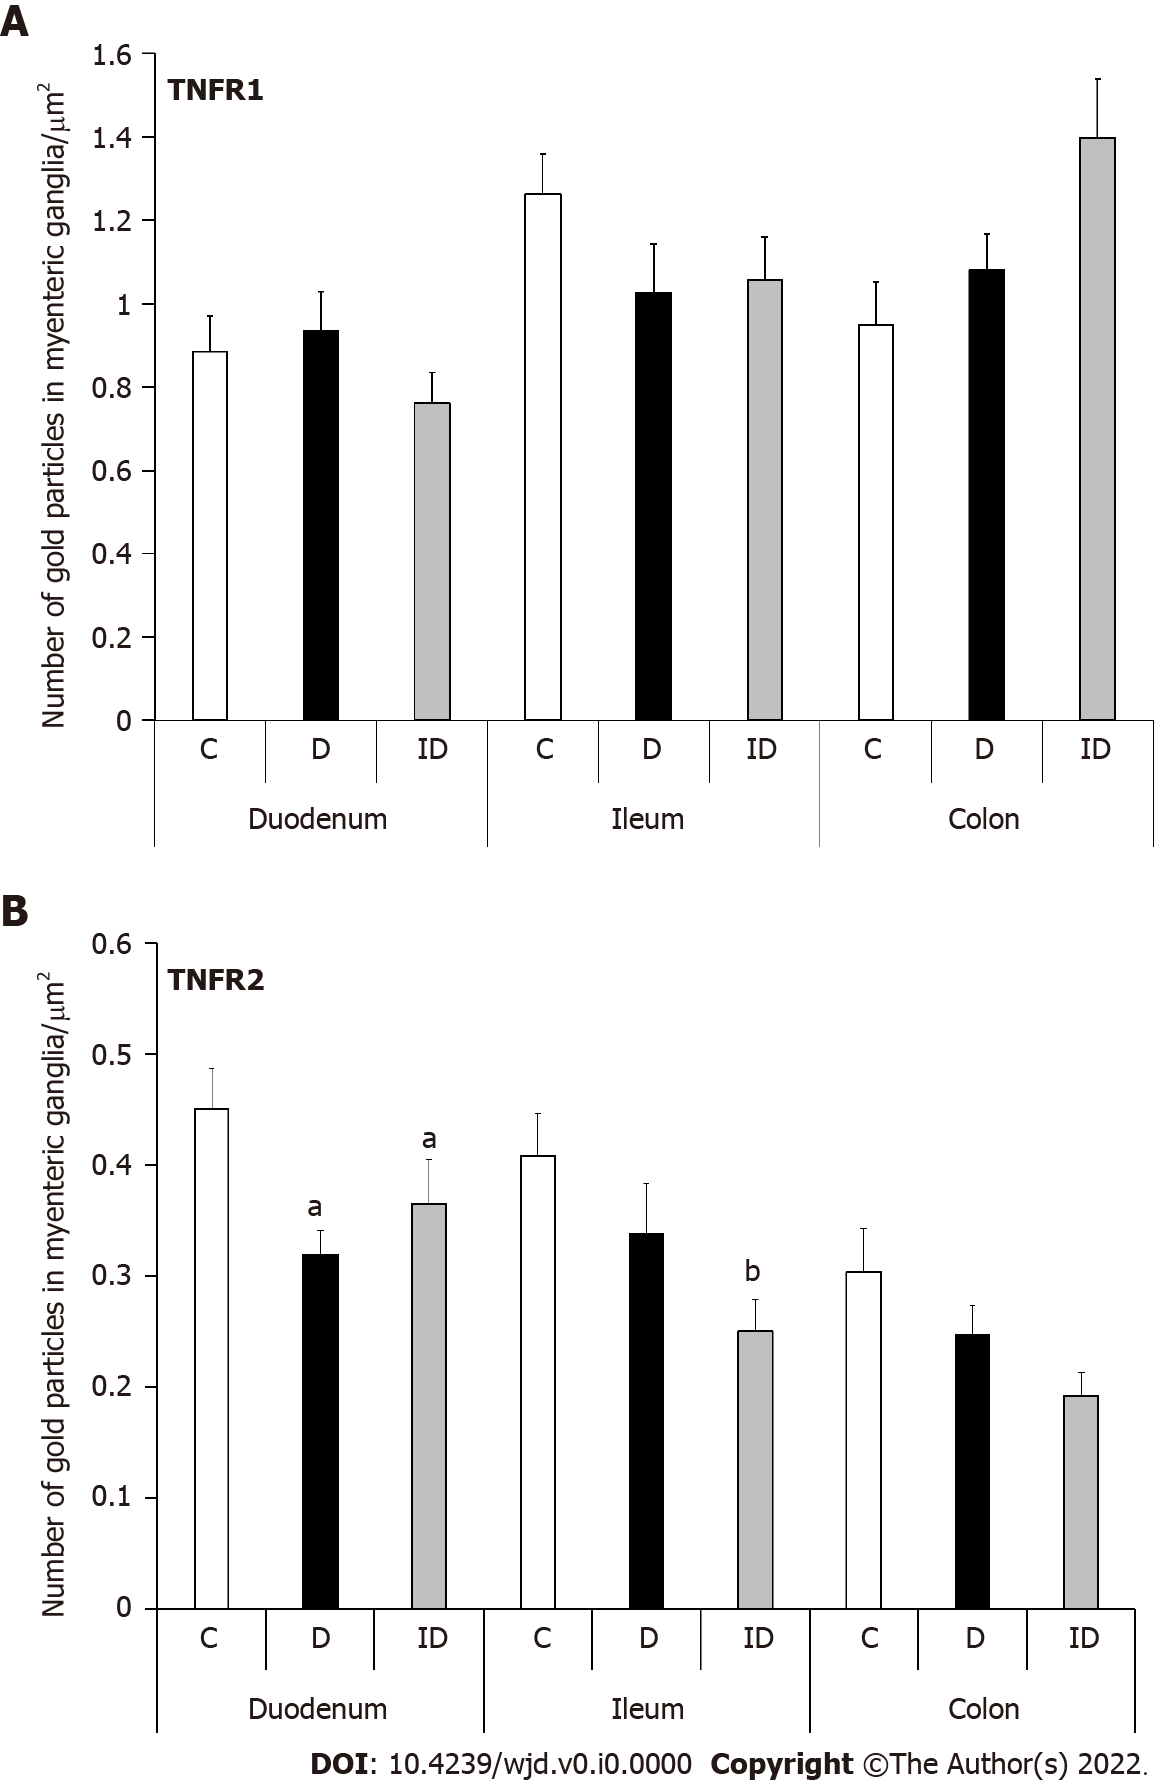 A
TNFR1
Number of gold particles in myenteric ganglia/μm²
1.6
1.4
1.2
1
0.8
0.6
0.4
0.2
0
C D ID C D ID C D ID
Duodenum Ileum Colon
B
TNFR2
Number of gold particles in myenteric ganglia/μm²
0.6
0.5
0.4
0.3
0.2
0.1
0
a
a
b
C D ID C D ID C D ID
Duodenum Ileum Colon
DOI: 10.4239/wjd.v0.i0.0000 Copyright ©The Author(s) 2022.